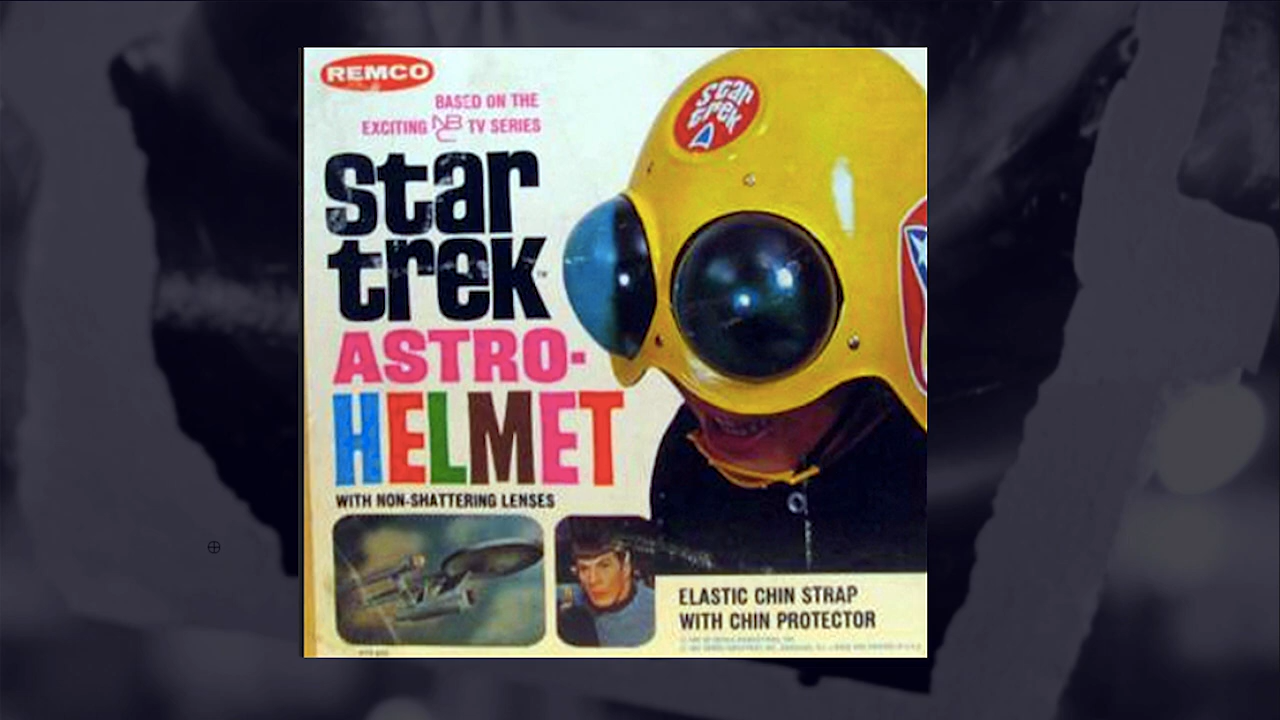 REMCO
BASED ON THE
EXCITING NBC TV SERIES
star
trek™
ASTRO-
HELMET
WITH NON-SHATTERING LENSES
star
trek
ELASTIC CHIN STRAP
WITH CHIN PROTECTOR